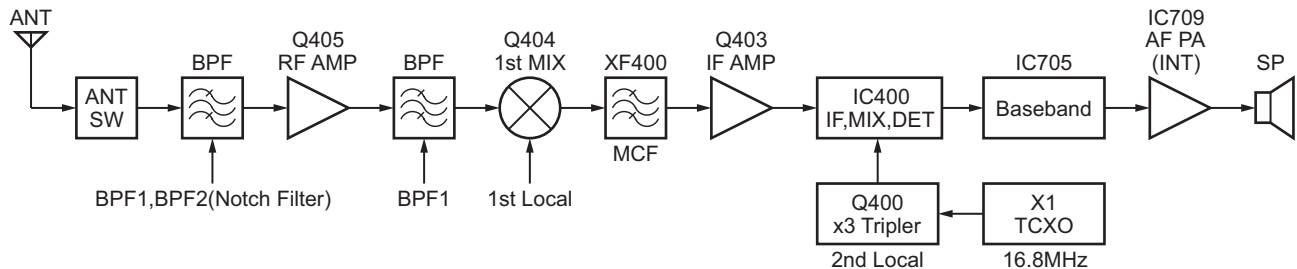 ANT
ANT
SW
BPF
BPF1,BPF2(Notch Filter)
Q405
RF AMP
BPF
BPF1
Q404
1st MIX
1st Local
XF400
MCF
Q403
IF AMP
IC400
IF,MIX,DET
Q400
x3 Tripler
2nd Local
X1
TCXO
16.8MHz
IC705
Baseband
IC709
AF PA
(INT)
SP